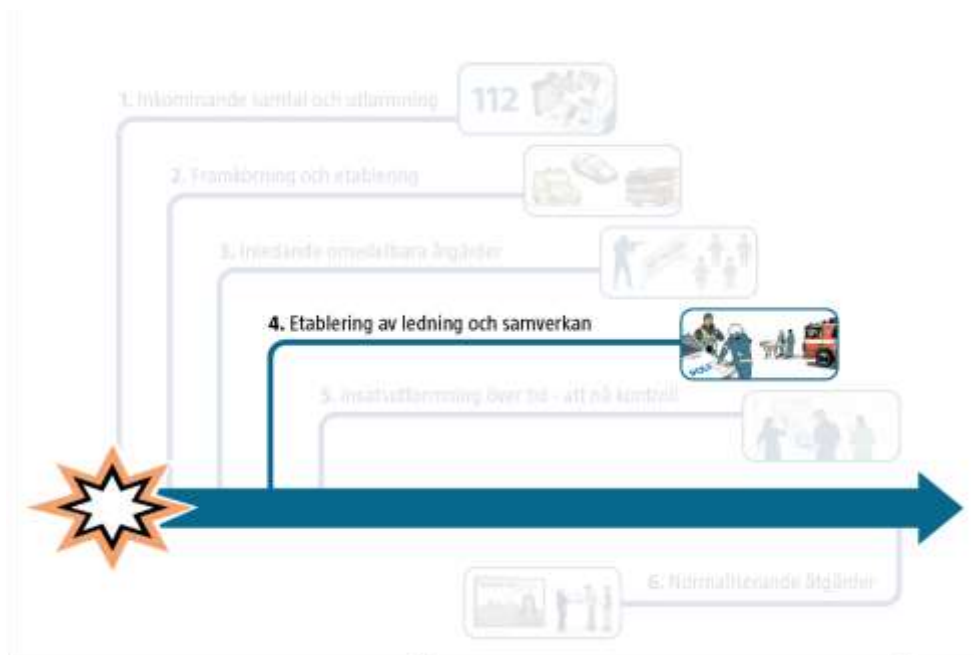 1. Inkommande samtal och utlarmning
112
2. Framkörning och etablering
3. Inledande omedelbara åtgärder
4. Etablering av ledning och samverkan
5. Insatsutformning över tid - att nå kontroll
6. Normaliserande åtgärder